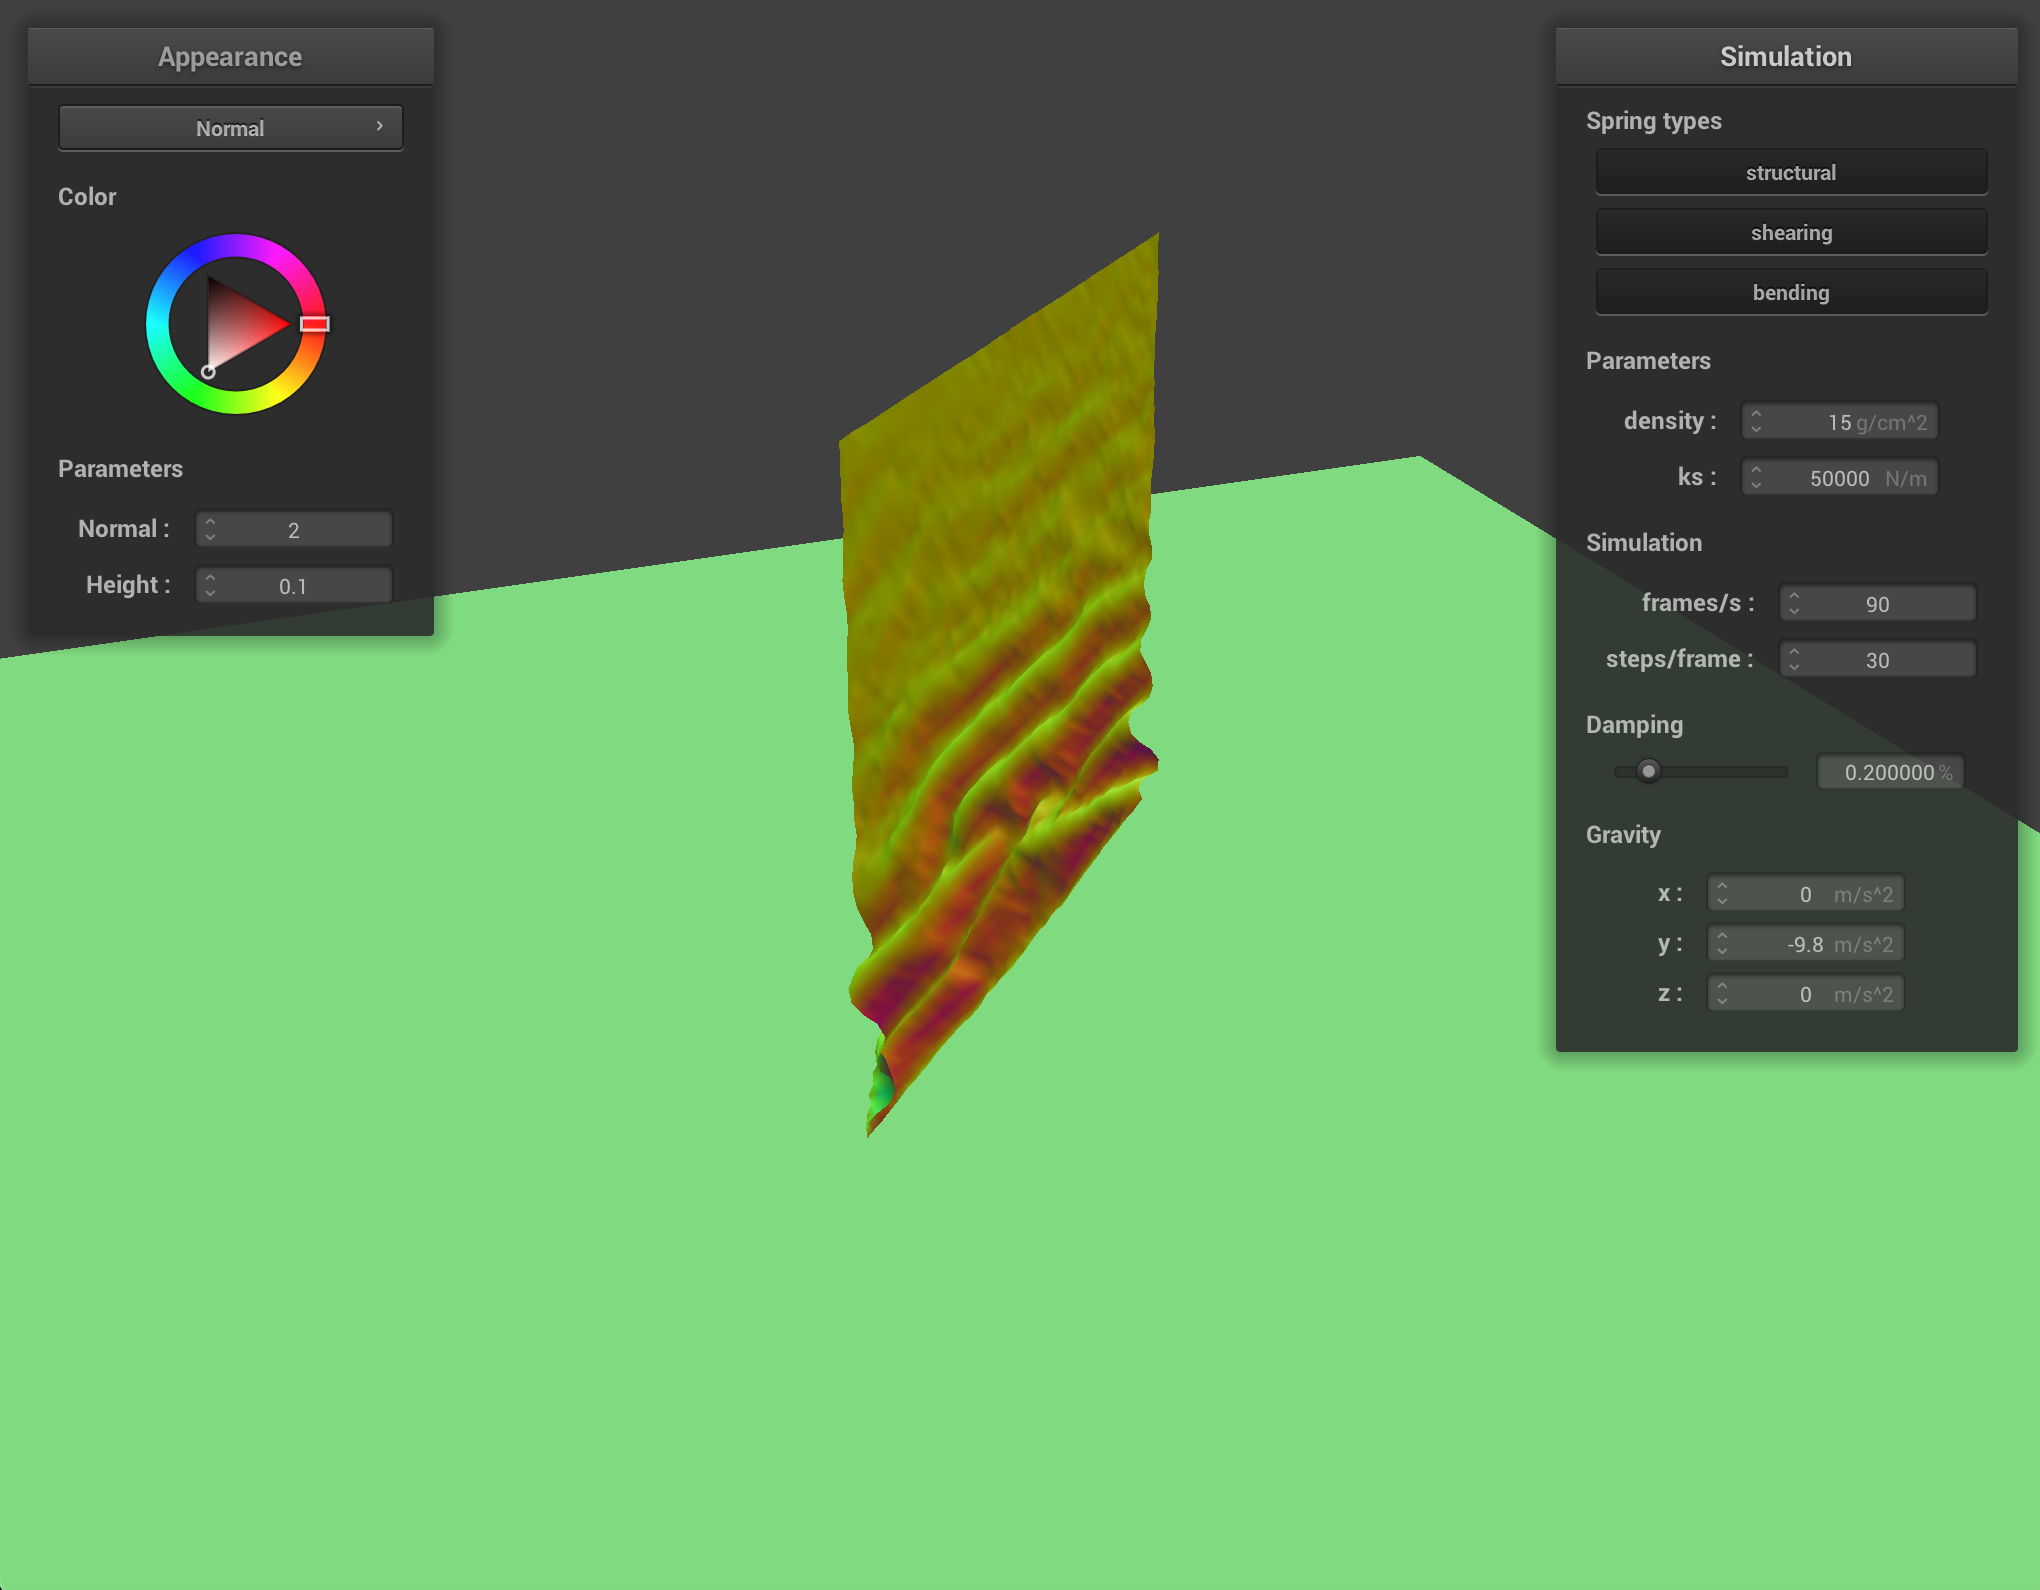 Appearance
Normal
Color
Parameters
Normal : 2
Height : 0.1
Simulation
Spring types
structural
shearing
bending
Parameters
density : 15 g/cm^2
ks : 50000 N/m
Simulation
frames/s : 90
steps/frame : 30
Damping
0.200000 %
Gravity
x : 0 m/s^2
y : -9.8 m/s^2
z : 0 m/s^2